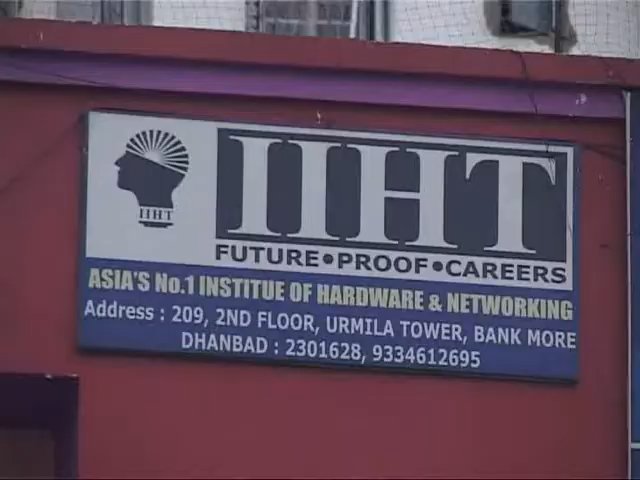 IIHT
IIHT
FUTURE•PROOF•CAREERS
ASIA'S No.1 INSTITUE OF HARDWARE & NETWORKING
Address : 209, 2ND FLOOR, URMILA TOWER, BANK MORE
DHANBAD : 2301628, 9334612695